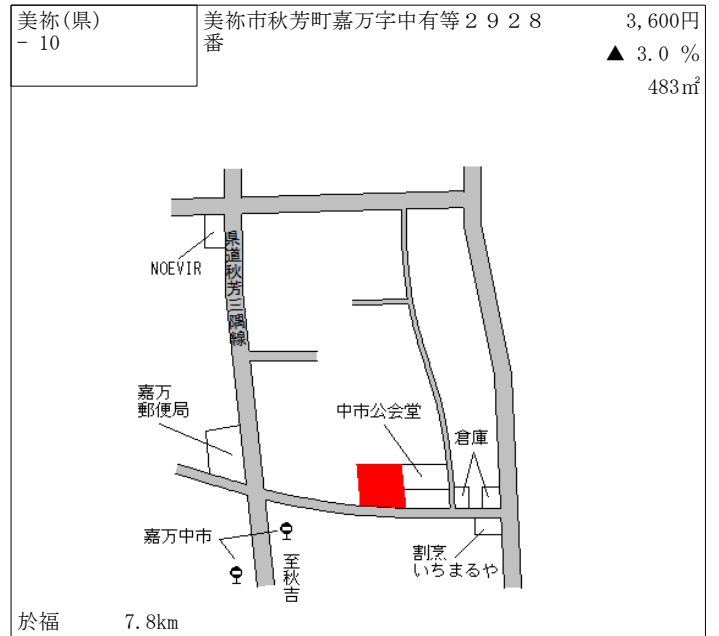 美祢(県)
- 10
美祢市秋芳町嘉万字中有等2928
番
3,600円
▲ 3.0 %
483㎡
NOEVIR
県道秋芳三隅線
嘉万
郵便局
中市公会堂
倉庫
嘉万中市
至秋吉
割烹
いちまるや
於福 7.8km